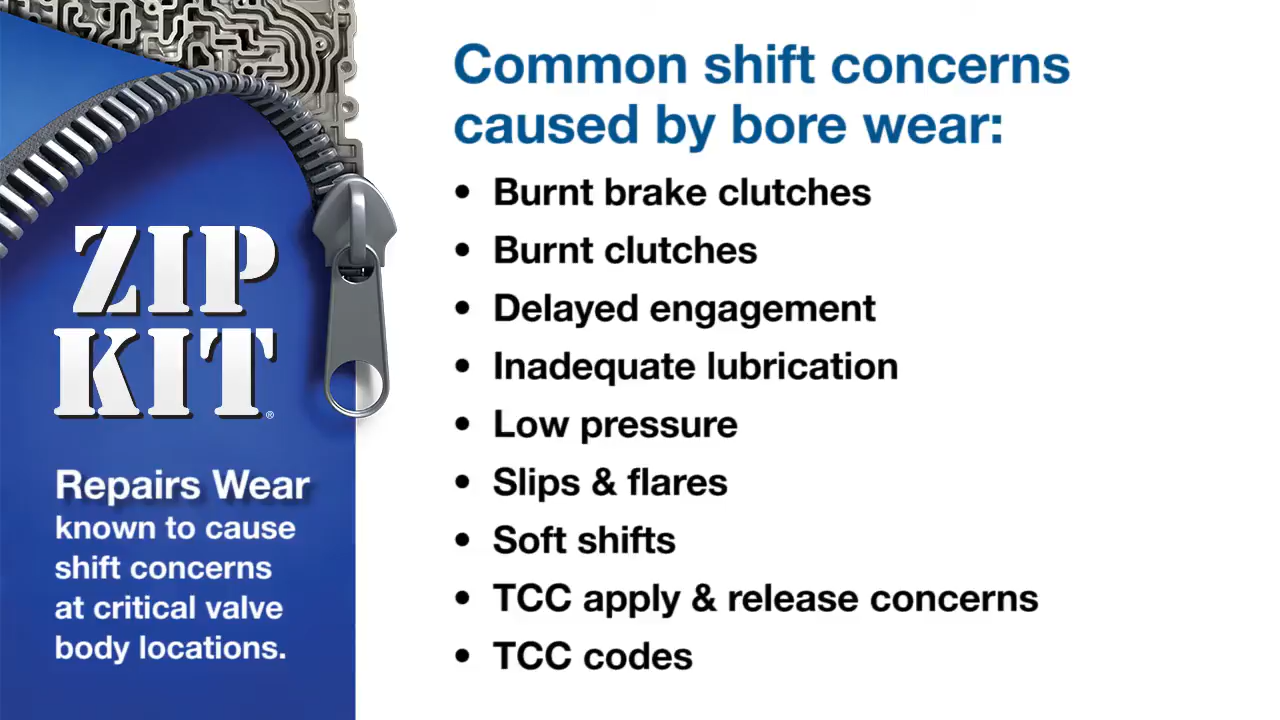 ZIP
KIT®
Repairs Wear
known to cause
shift concerns
at critical valve
body locations.
Common shift concerns
caused by bore wear:
• Burnt brake clutches
• Burnt clutches
• Delayed engagement
• Inadequate lubrication
• Low pressure
• Slips & flares
• Soft shifts
• TCC apply & release concerns
• TCC codes